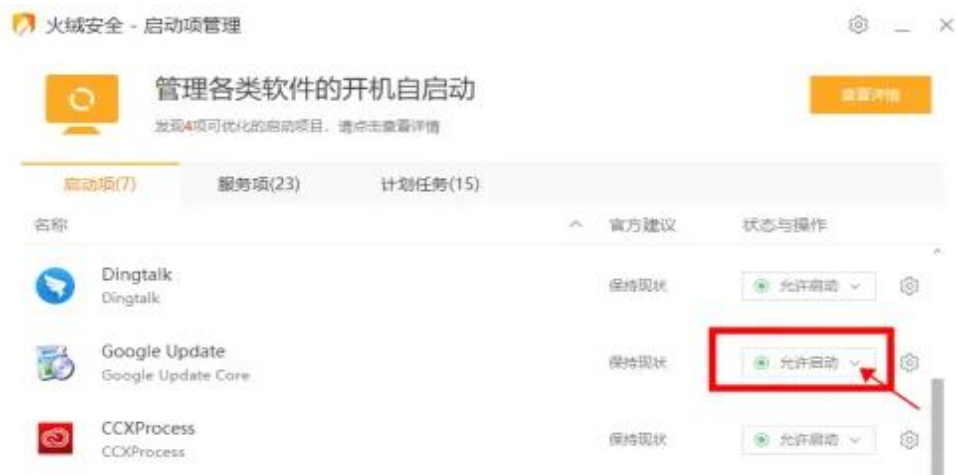 火绒安全 - 启动项管理
管理各类软件的开机自启动
发现4项可优化的启动项目，请点击查看详情
查看详情
启动项(7) 服务项(23) 计划任务(15)
名称 官方建议 状态与操作
Dingtalk
Dingtalk
保持现状 允许启动
Google Update
Google Update Core
保持现状 允许启动
CCXProcess
CCXProcess
保持现状 允许启动